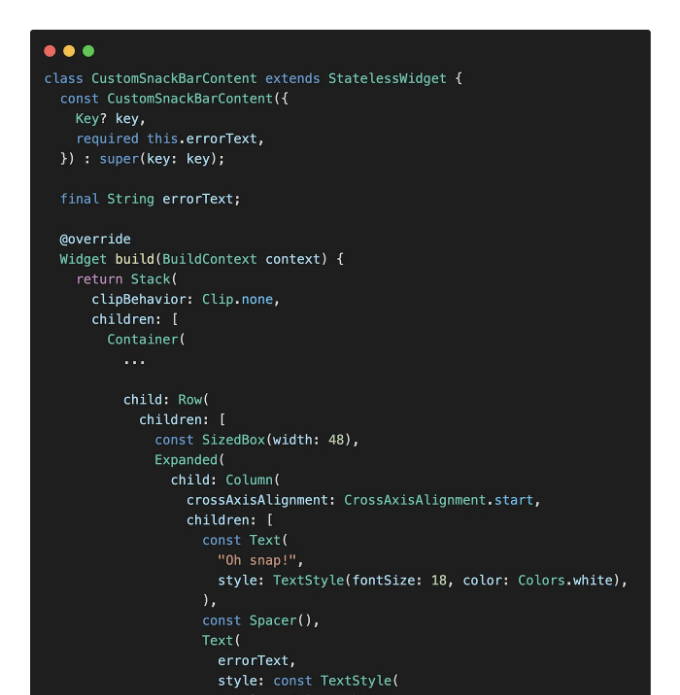 class CustomSnackBarContent extends StatelessWidget {
  const CustomSnackBarContent({
    Key? key,
    required this.errorText,
  }) : super(key: key);

  final String errorText;

  @override
  Widget build(BuildContext context) {
    return Stack(
      clipBehavior: Clip.none,
      children: [
        Container(
          ...

          child: Row(
            children: [
              const SizedBox(width: 48),
              Expanded(
                child: Column(
                  crossAxisAlignment: CrossAxisAlignment.start,
                  children: [
                    const Text(
                      "Oh snap!",
                      style: TextStyle(fontSize: 18, color: Colors.white),
                    ),
                    const Spacer(),
                    Text(
                      errorText,
                      style: const TextStyle(